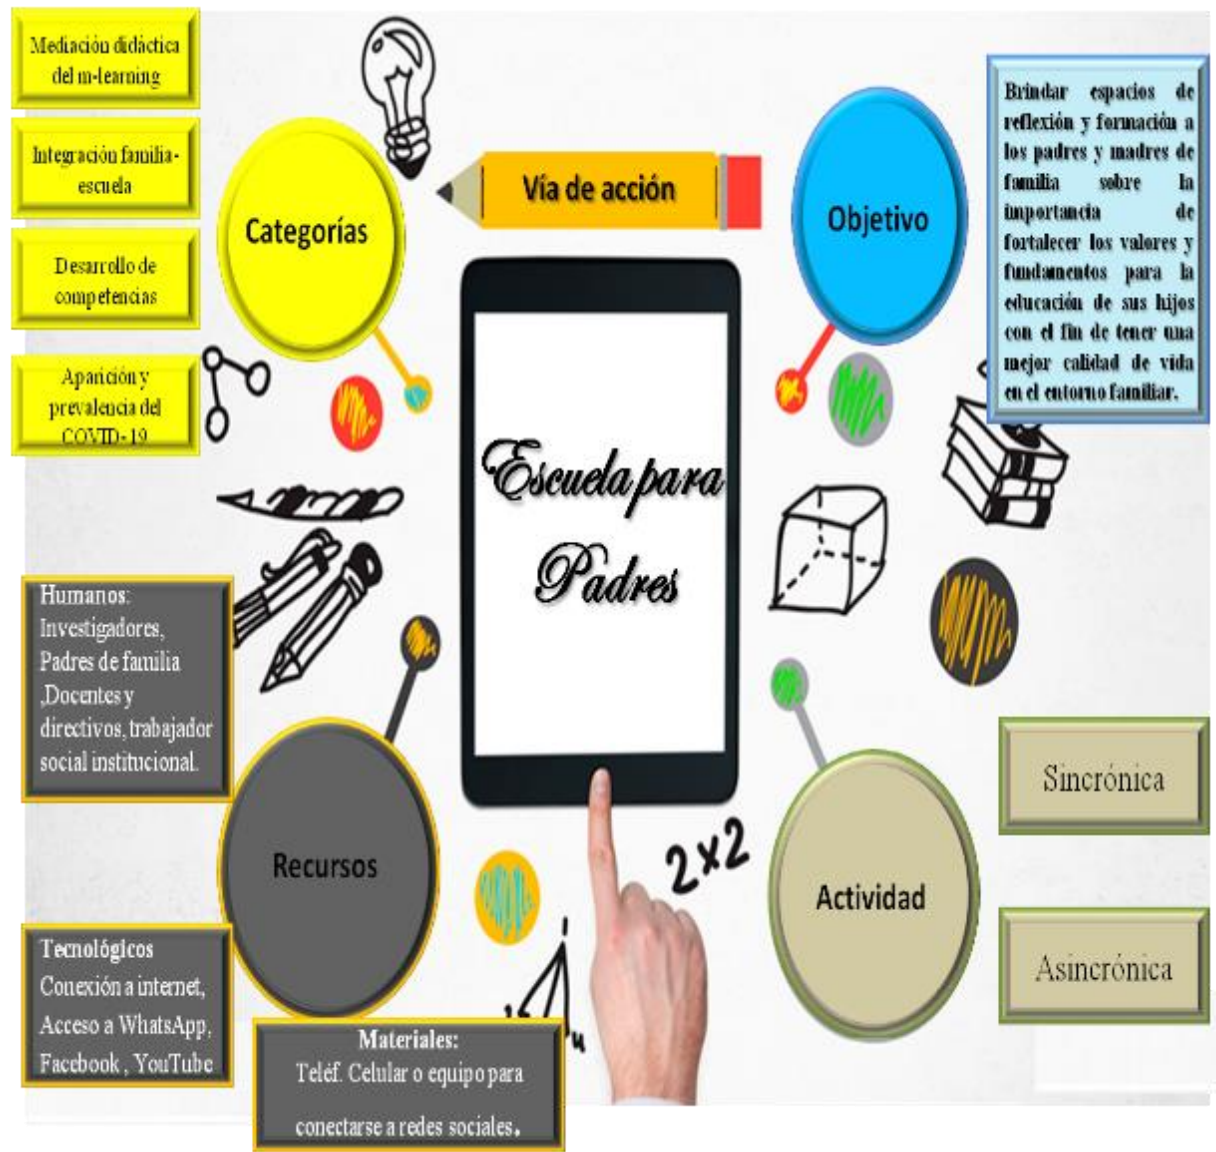 Mediación didáctica
del m-learning
Integración familia-
escuela
Desarrollo de
competencias
Aparición y
prevalencia del
COVID-19
Categorías
Vía de acción
Objetivo
Brindar espacios de
reflexión y formación a
los padres y madres de
familia sobre la
importancia de
fortalecer los valores y
fundamentos para la
educación de sus hijos
con el fin de tener una
mejor calidad de vida
en el entorno familiar.
Escuela para
Padres
Humanos:
Investigadores,
Padres de familia
,Docentes y
directivos, trabajador
social institucional.
Recursos
Tecnológicos
Conexión a internet,
Acceso a WhatsApp,
Facebook , YouTube
Materiales:
Teléf. Celular o equipo para
conectarse a redes sociales.
2x2
Actividad
Sincrónica
Asincrónica